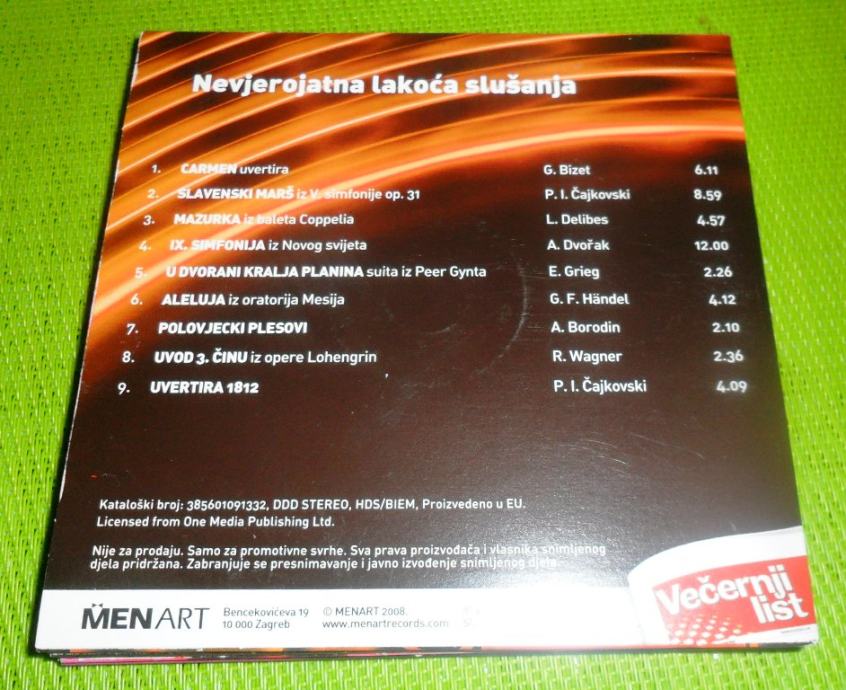 Nevjerojatna lakoća slušanja
1. CARMEN uvertira G. Bizet 6.11
2. SLAVENSKI MARŠ iz V. simfonije op. 31 P. I. Čajkovski 8.59
3. MAZURKA iz baleta Coppelia L. Delibes 4.57
4. IX. SIMFONIJA iz Novog svijeta A. Dvořak 12.00
5. U DVORANI KRALJA PLANINA suita iz Peer Gynta E. Grieg 2.26
6. ALELUJA iz oratorija Mesija G. F. Händel 4.12
7. POLOVJECKI PLESOVI A. Borodin 2.10
8. UVOD 3. ČINU iz opere Lohengrin R. Wagner 2.36
9. UVERTIRA 1812 P. I. Čajkovski 4.09
Kataloški broj: 385601091332, DDD STEREO, HDS/BIEM, Proizvedeno u EU.
Licensed from One Media Publishing Ltd.
Nije za prodaju. Samo za promotivne svrhe. Sva prava proizvođača i vlasnika snimljenog
djela pridržana. Zabranjuje se presnimavanje i javno izvođenje snimljenog djela.
MENART Bencekovićeva 19 © MENART 2008.
10 000 Zagreb www.menartrecords.com
Večernji
list